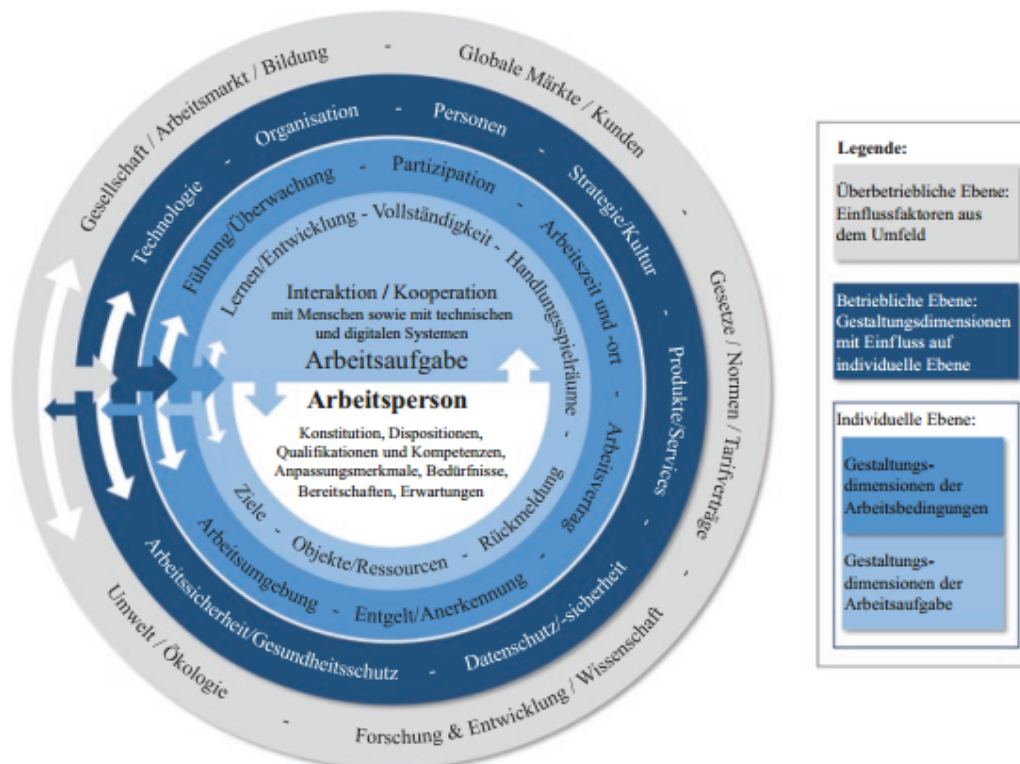 Gesellschaft / Arbeitsmarkt / Bildung - Globale Märkte / Kunden - Gesetze / Normen / Tarifverträge - Forschung & Entwicklung / Wissenschaft - Umwelt / Ökologie
Technologie - Organisation - Personen - Strategie/Kultur - Produkte/Services - Datenschutz/-sicherheit - Arbeitssicherheit/Gesundheitsschutz
Führung/Überwachung - Partizipation - Arbeitszeit und -ort - Arbeitsvertrag - Entgelt/Anerkennung - Arbeitsumgebung
Lernen/Entwicklung - Vollständigkeit - Handlungsspielräume - Rückmeldung - Objekte/Ressourcen - Ziele
Interaktion / Kooperation
mit Menschen sowie mit technischen
und digitalen Systemen
Arbeitsaufgabe
Arbeitsperson
Konstitution, Dispositionen,
Qualifikationen und Kompetenzen,
Anpassungsmerkmale, Bedürfnisse,
Bereitschaften, Erwartungen
Legende:
Überbetriebliche Ebene:
Einflussfaktoren aus
dem Umfeld
Betriebliche Ebene:
Gestaltungsdimensionen
mit Einfluss auf
individuelle Ebene
Individuelle Ebene:
Gestaltungs-
dimensionen der
Arbeitsbedingungen
Gestaltungs-
dimensionen der
Arbeitsaufgabe